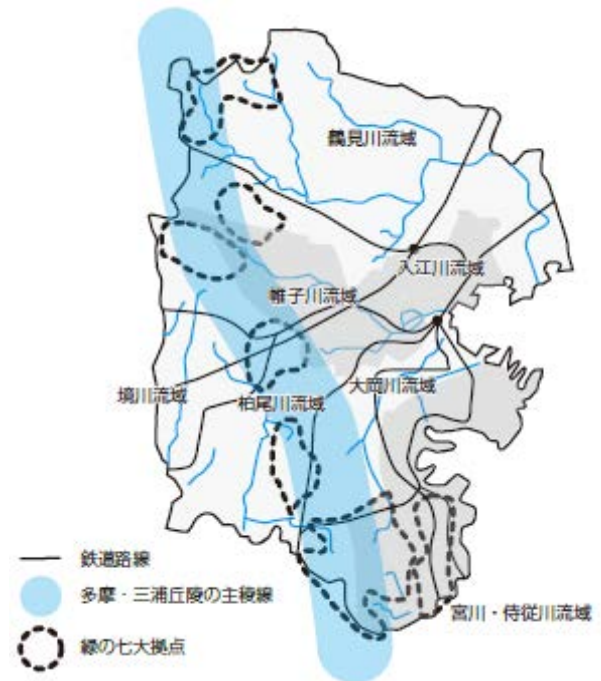 鶴見川流域
入江川流域
帷子川流域
境川流域
柏尾川流域
大岡川流域
宮川・侍従川流域
鉄道路線
多摩・三浦丘陵の主稜線
緑の七大拠点